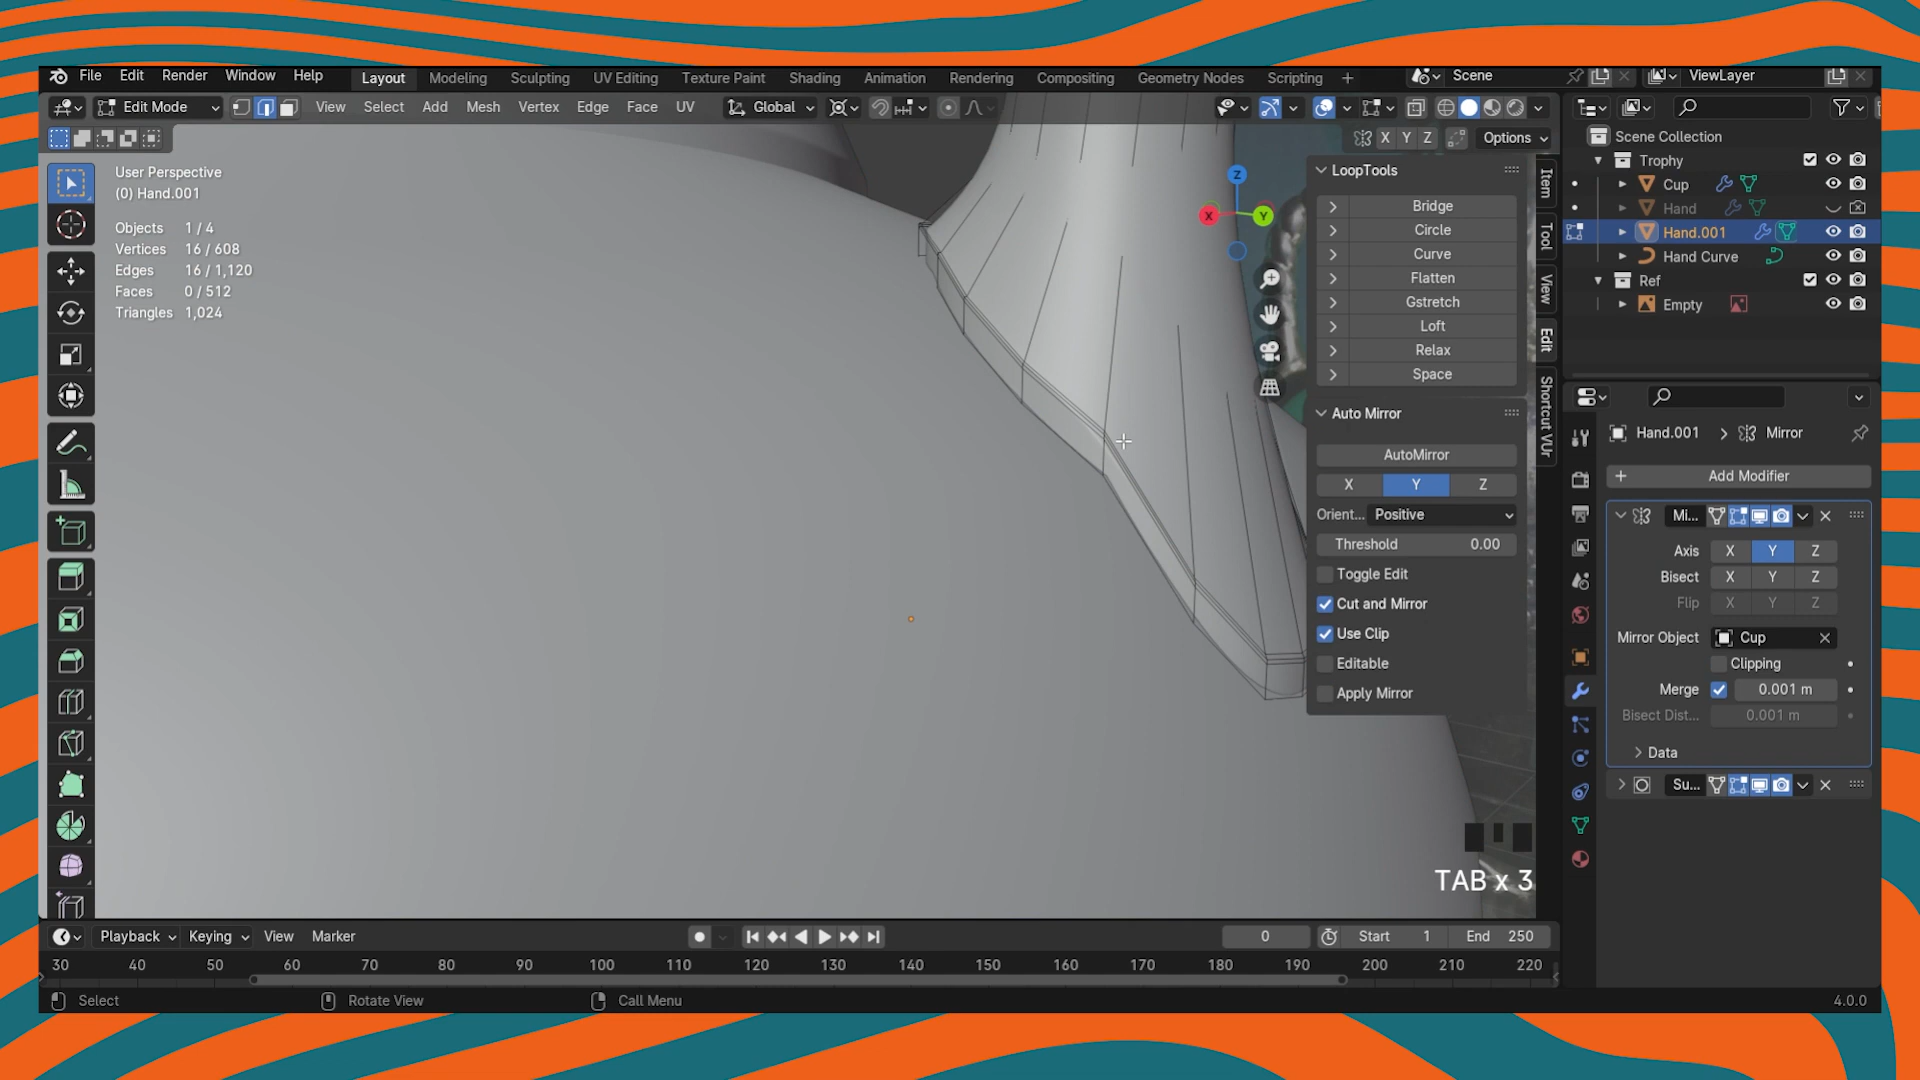 File Edit Render Window Help Layout Modeling Sculpting UV Editing Texture Paint Shading Animation Rendering Compositing Geometry Nodes Scripting + Scene ViewLayer
Edit Mode View Select Add Mesh Vertex Edge Face UV Global
X Y Z Options
User Perspective
(0) Hand.001
Objects 1 / 4
Vertices 16 / 608
Edges 16 / 1,120
Faces 0 / 512
Triangles 1,024
Z
X
Y
LoopTools
Bridge
Circle
Curve
Flatten
Gstretch
Loft
Relax
Space
Auto Mirror
AutoMirror
X Y Z
Orient... Positive
Threshold 0.00
Toggle Edit
Cut and Mirror
Use Clip
Editable
Apply Mirror
Item
Tool
View
Edit
Shortcut VUr
TAB x 3
Scene Collection
Trophy
Cup
Hand
Hand.001
Hand Curve
Ref
Empty
Hand.001 Mirror
+ Add Modifier
Mi...
Axis X Y Z
Bisect X Y Z
Flip X Y Z
Mirror Object Cup
Clipping
Merge 0.001 m
Bisect Dist... 0.001 m
Data
Su...
Playback Keying View Marker 0 Start 1 End 250
30 40 50 60 70 80 90 100 110 120 130 140 150 160 170 180 190 200 210 220
Select Rotate View Call Menu 4.0.0